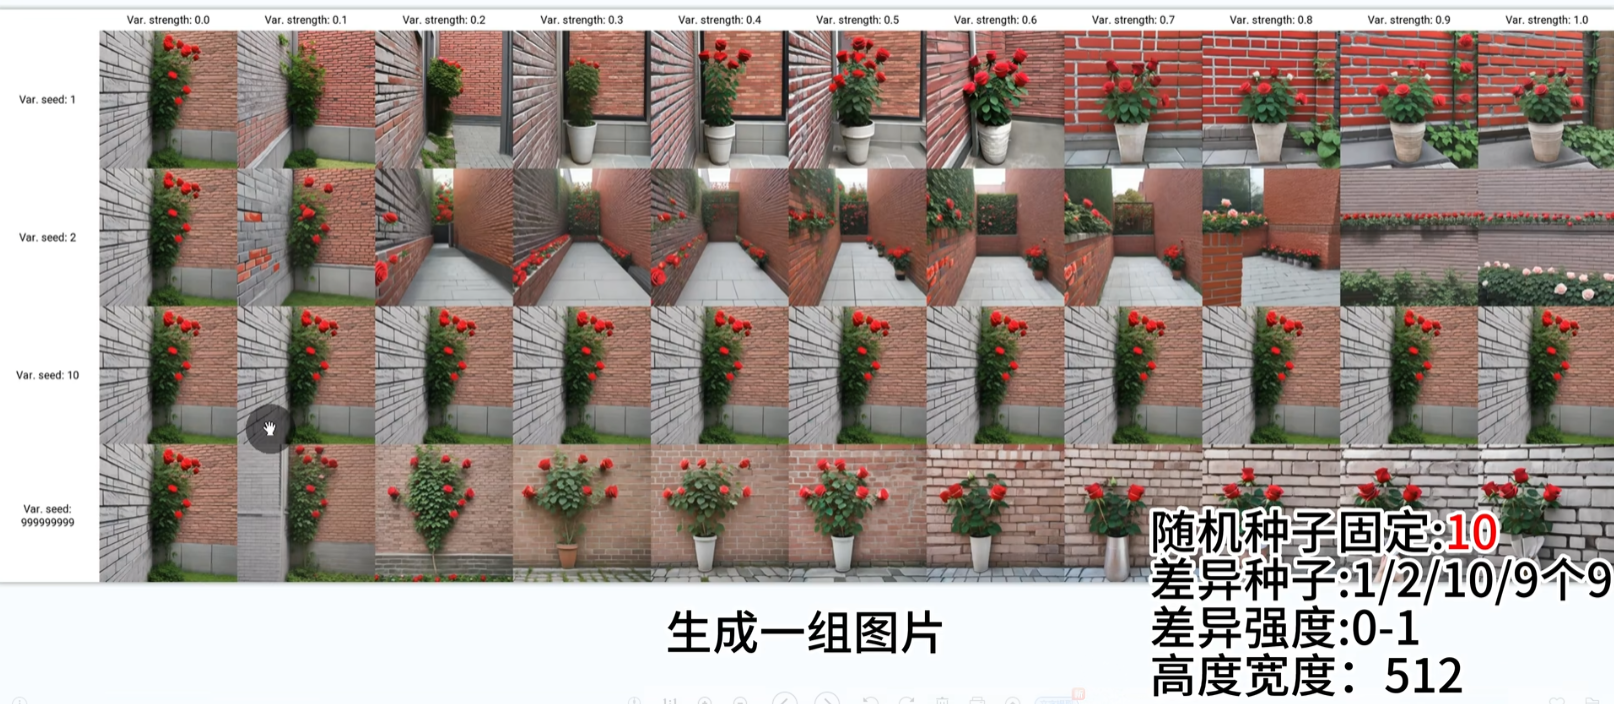 Var. strength: 0.0 Var. strength: 0.1 Var. strength: 0.2 Var. strength: 0.3 Var. strength: 0.4 Var. strength: 0.5 Var. strength: 0.6 Var. strength: 0.7 Var. strength: 0.8 Var. strength: 0.9 Var. strength: 1.0
Var. seed: 1
Var. seed: 2
Var. seed: 10
Var. seed:
999999999
随机种子固定:10
差异种子:1/2/10/9个9
差异强度:0-1
高度宽度：512
生成一组图片